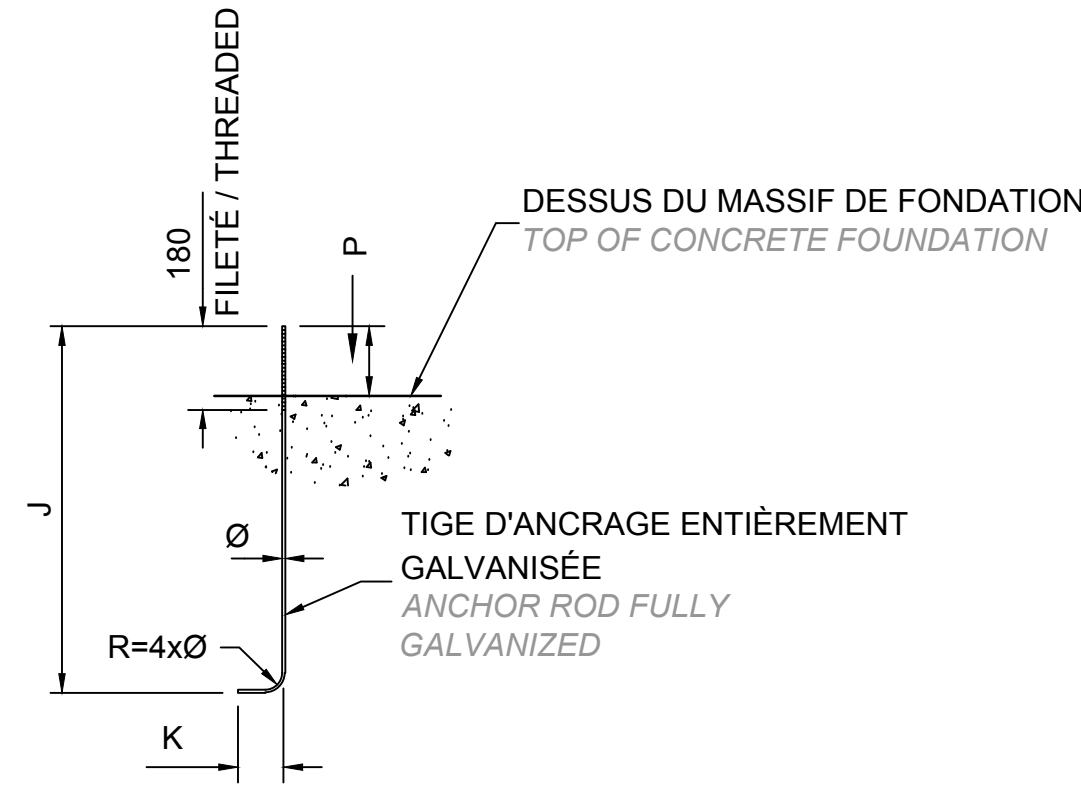 FILETÉ / THREADED
180
P
DESSUS DU MASSIF DE FONDATION
TOP OF CONCRETE FOUNDATION
J
Ø
TIGE D'ANCRAGE ENTIÈREMENT
GALVANISÉE
ANCHOR ROD FULLY
GALVANIZED
R=4xØ
K